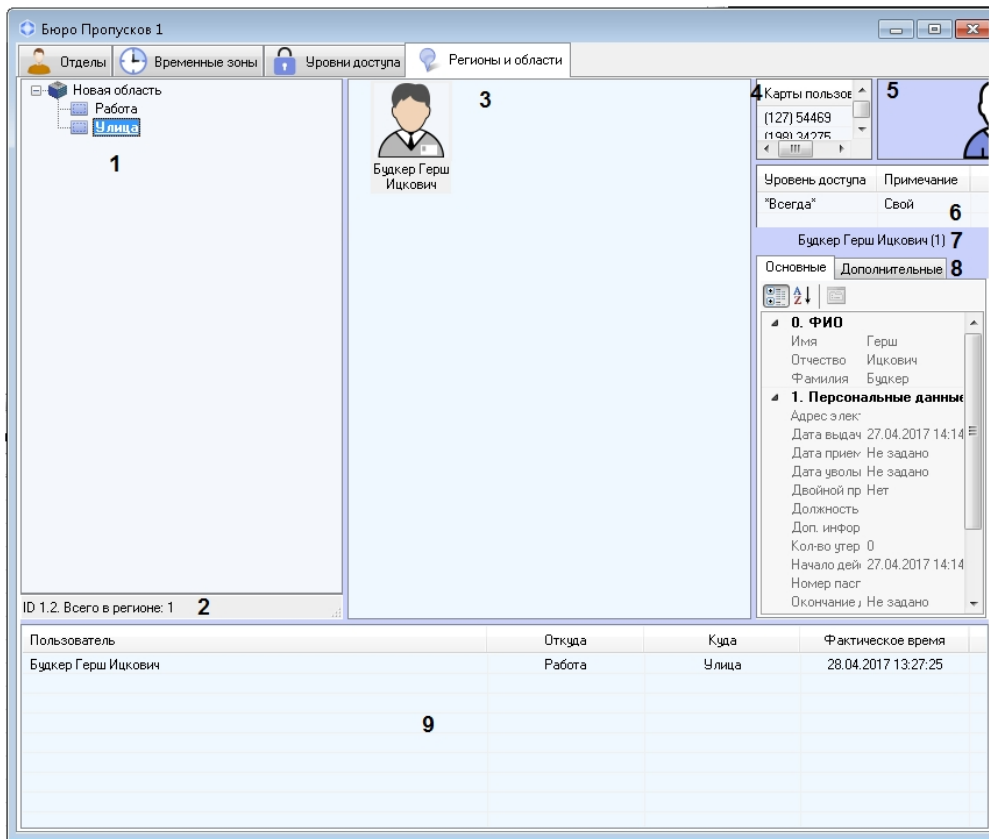 Бюро Пропусков 1
Отделы Временные зоны Уровни доступа Регионы и области
Новая область
Работа
Улица
1
ID 1.2. Всего в регионе: 1 2
3
Будкер Герш
Ицкович
4 Карты пользов
(127) 54469
(198) 34275
5
Уровень доступа Примечание
"Всегда" Свой
6
Будкер Герш Ицкович (1) 7
Основные Дополнительные 8
0. ФИО
Имя Герш
Отчество Ицкович
Фамилия Будкер
1. Персональные данные
Адрес элек
Дата выдач 27.04.2017 14:14
Дата прием Не задано
Дата уволы Не задано
Двойной пр Нет
Должность
Доп. инфор
Кол-во утер 0
Начало дей 27.04.2017 14:14
Номер пасп
Окончание Не задано
Пользователь Откуда Куда Фактическое время
Будкер Герш Ицкович Работа Улица 28.04.2017 13:27:25
9